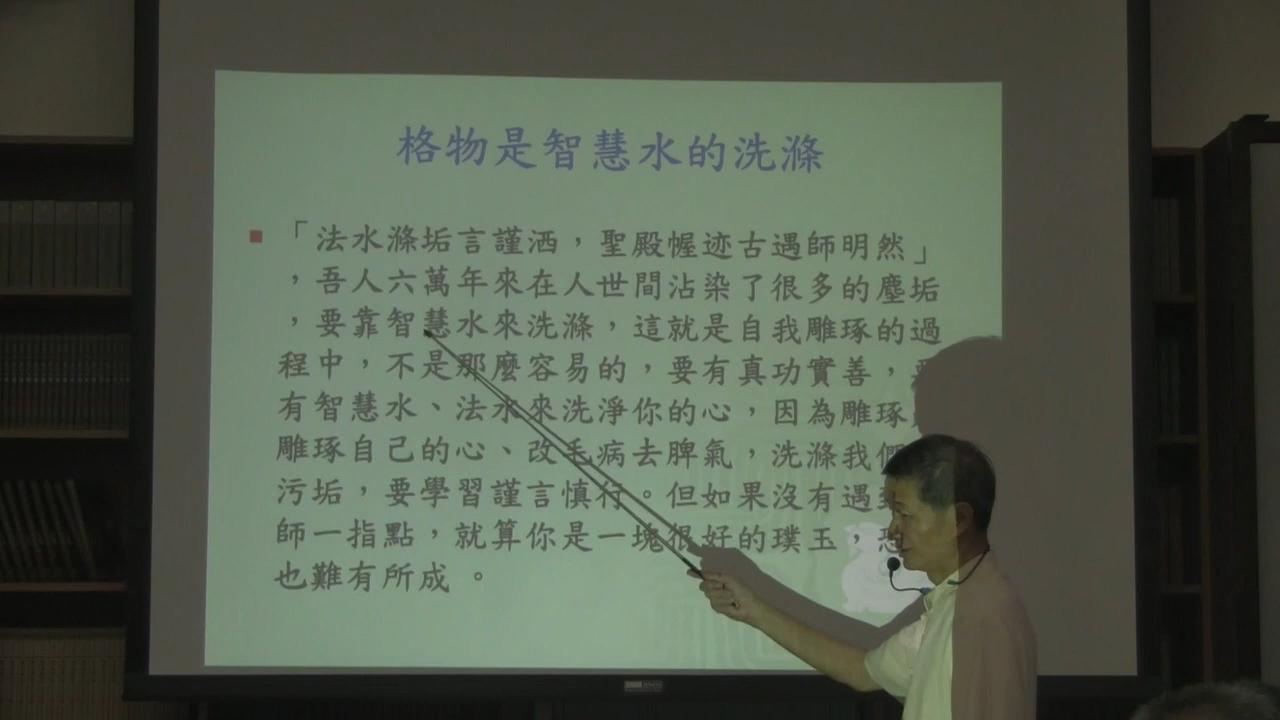 格物是智慧水的洗滌
「法水滌垢言謹洒，聖殿幄迹古遇師明然」
，吾人六萬年來在人世間沾染了很多的塵垢
，要靠智慧水來洗滌，這就是自我雕琢的過
程中，不是那麼容易的，要有真功實善，
有智慧水、法水來洗淨你的心，因為雕琢
雕琢自己的心、改毛病去脾氣，洗滌我們
污垢，要學習謹言慎行。但如果沒有遇
師一指點，就算你是一塊很好的璞玉，恐
也難有所成 。